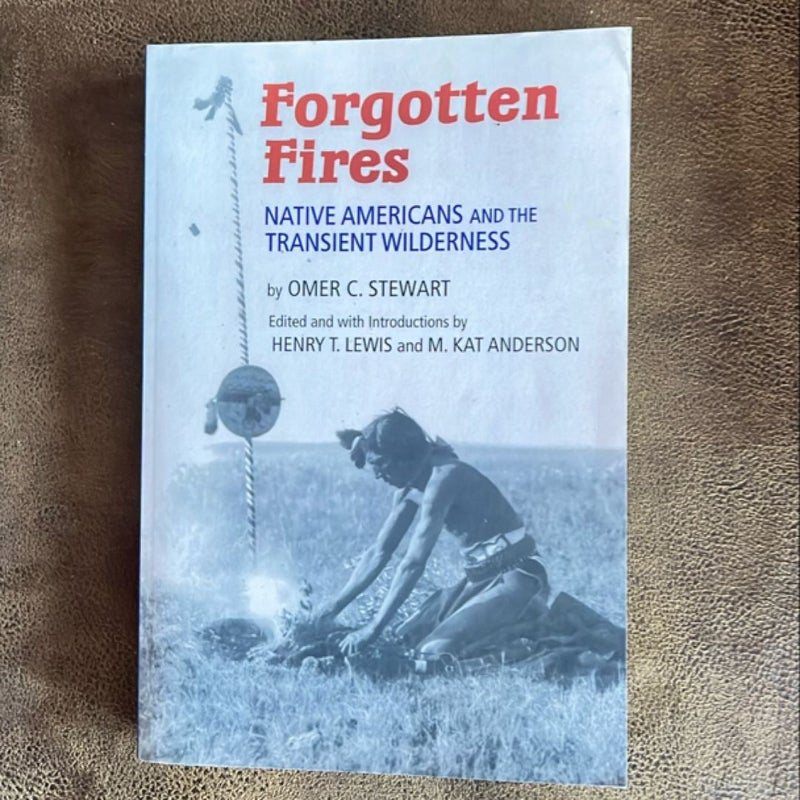 Forgotten
Fires
NATIVE AMERICANS AND THE
TRANSIENT WILDERNESS
by OMER C. STEWART
Edited and with Introductions by
HENRY T. LEWIS and M. KAT ANDERSON